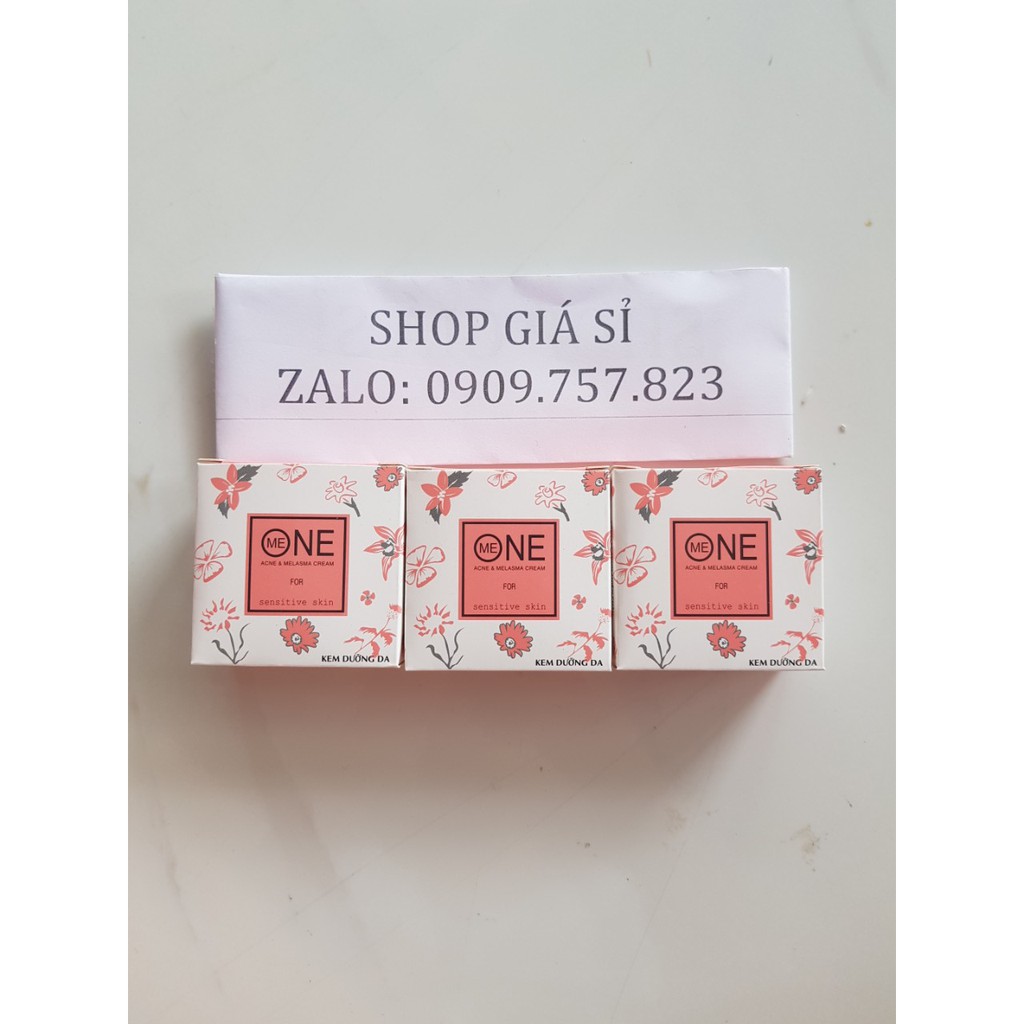 SHOP GIÁ SỈ
ZALO: 0909.757.823
ME ONE
ACNE & MELASMA CREAM
FOR
sensitive skin
KEM DƯỠNG DA
ME ONE
ACNE & MELASMA CREAM
FOR
sensitive skin
KEM DƯỠNG DA
ME ONE
ACNE & MELASMA CREAM
FOR
sensitive skin
KEM DƯỠNG DA